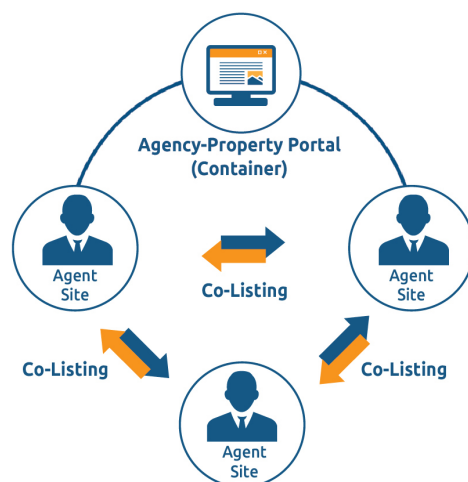 Agency-Property Portal
(Container)
Agent
Site
Agent
Site
Co-Listing
Co-Listing
Co-Listing
Agent
Site